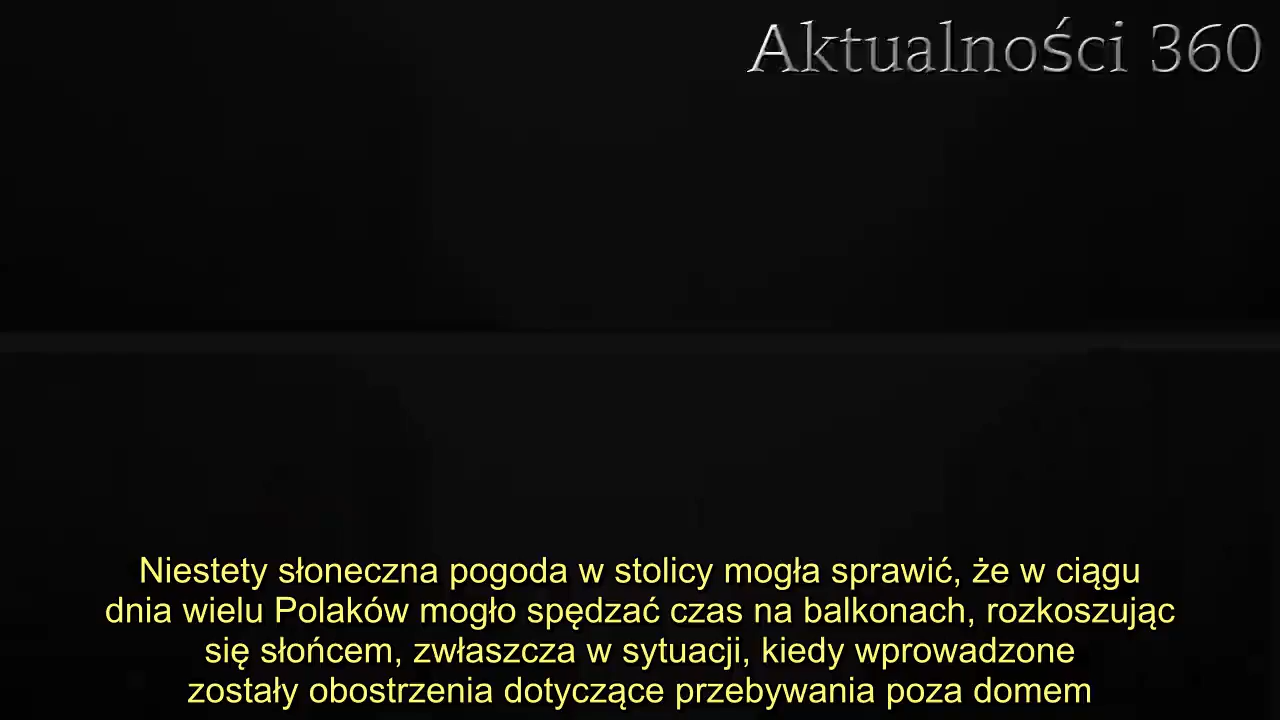 Aktualności 360
Niestety słoneczna pogoda w stolicy mogła sprawić, że w ciągu
dnia wielu Polaków mogło spędzać czas na balkonach, rozkoszując
się słońcem, zwłaszcza w sytuacji, kiedy wprowadzone
zostały obostrzenia dotyczące przebywania poza domem